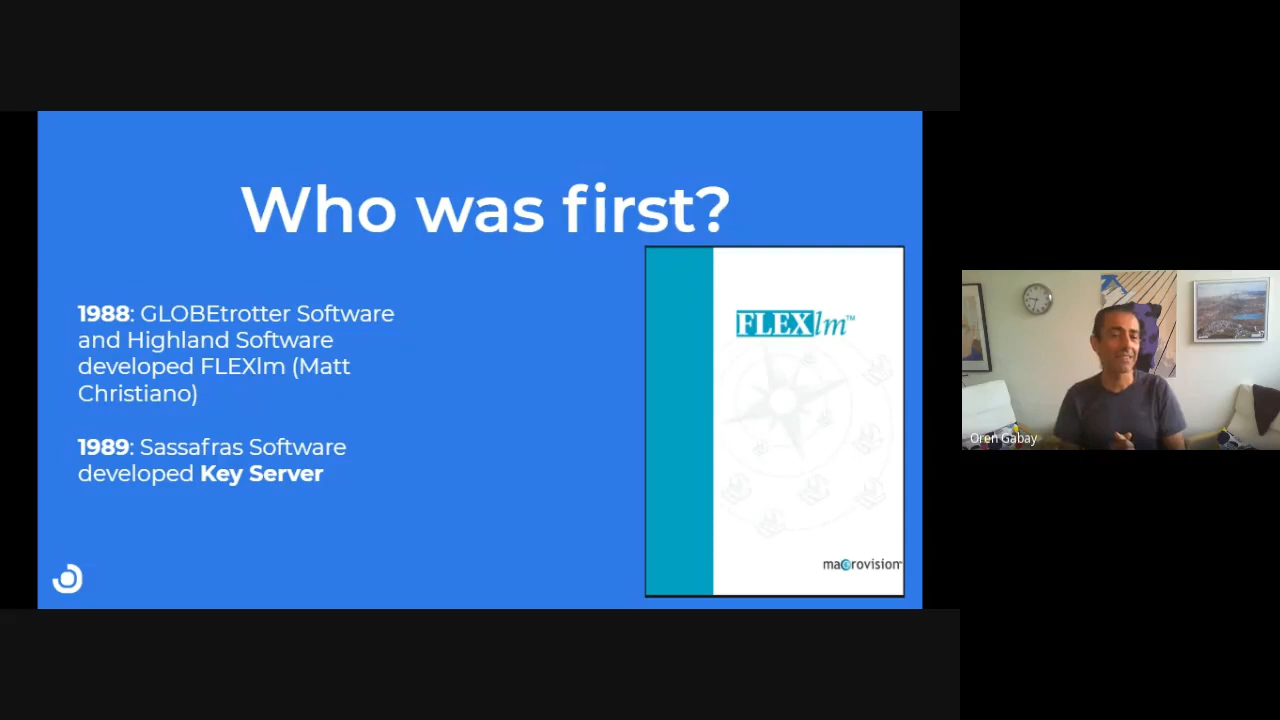 Who was first?
1988: GLOBEtrotter Software
and Highland Software
developed FLEXlm (Matt
Christiano)
1989: Sassafras Software
developed Key Server
FLEXlm™
macrovision
Oren Gabay